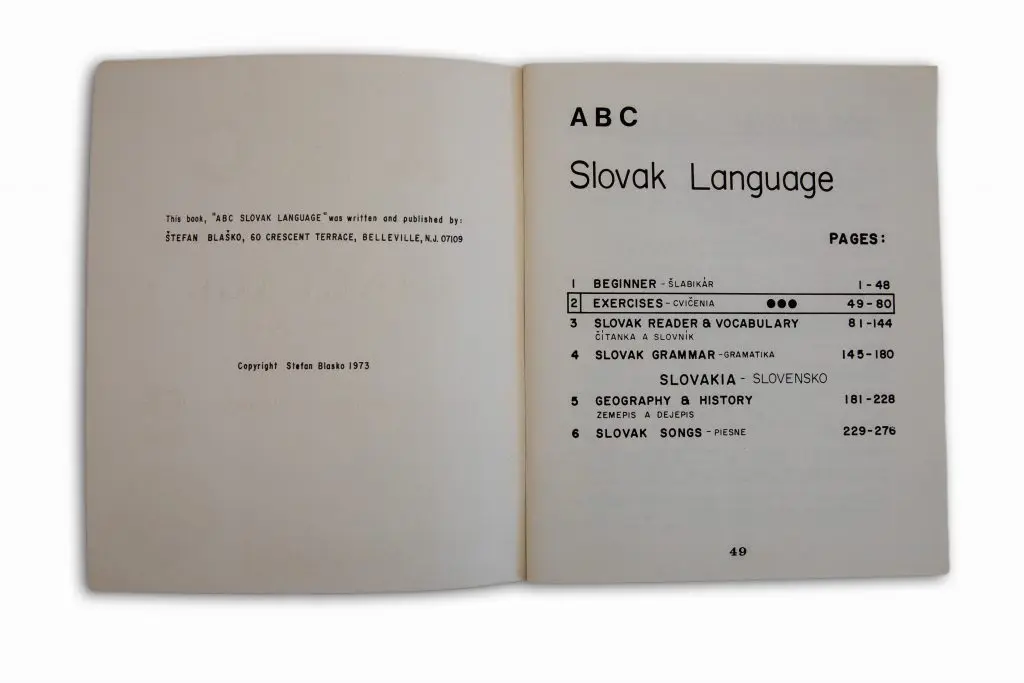 This book, "ABC SLOVAK LANGUAGE" was written and published by:
ŠTEFAN BLAŠKO, 60 CRESCENT TERRACE, BELLEVILLE, N.J. 07109
Copyright Stefan Blasko 1973
ABC
Slovak Language
PAGES:
1 BEGINNER - ŠLABIKÁR 1-48
2 EXERCISES - CVIČENIA ●●● 49-80
3 SLOVAK READER & VOCABULARY 81-144
ČÍTANKA A SLOVNÍK
4 SLOVAK GRAMMAR - GRAMATIKA 145-180
SLOVAKIA - SLOVENSKO
5 GEOGRAPHY & HISTORY 181-228
ZEMEPIS A DEJEPIS
6 SLOVAK SONGS - PIESNE 229-276
49